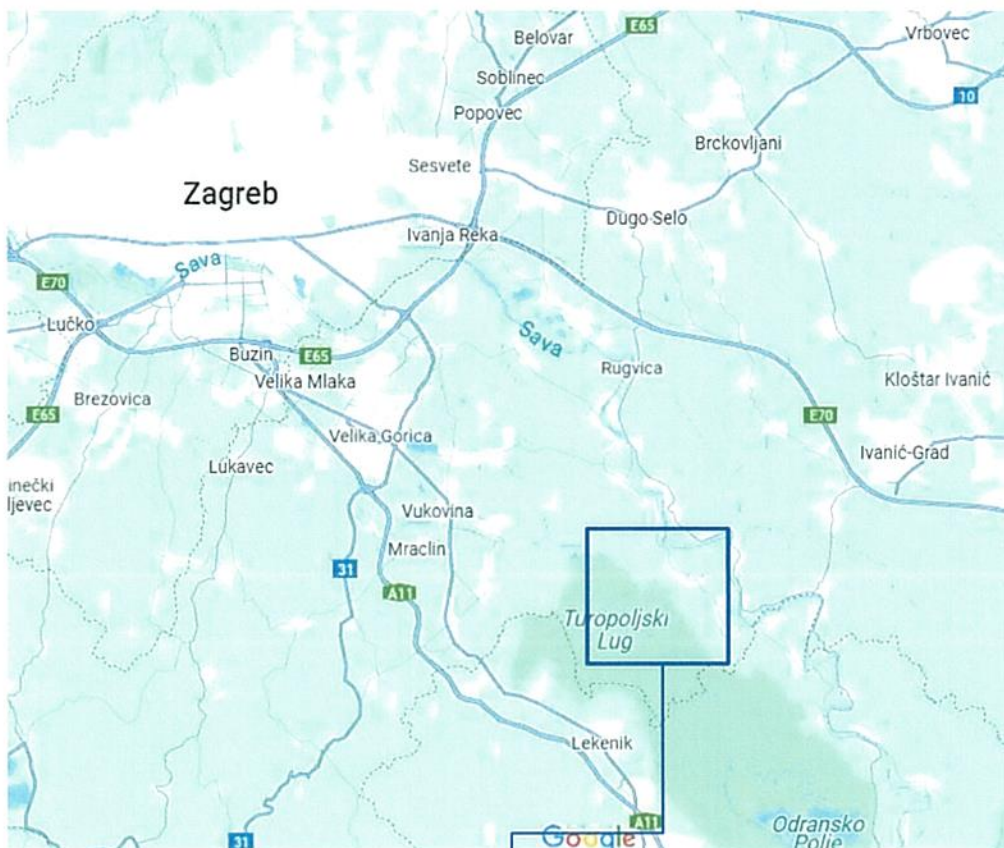 Belovar
E65
Vrbovec
Soblinec
10
Popovec
Brckovljani
Sesvete
Zagreb
Dugo Selo
Ivanja Reka
Sava
E70
Sava
Lučko
Buzin
E65
Rugvica
Velika Mlaka
Kloštar Ivanić
Brezovica
E65
E70
Velika Gorica
Ivanić-Grad
Lukavec
inečki
ljevec
Vukovina
Mraclin
31
A11
Turopoljski
Lug
Lekenik
A11
Odransko
Polje
31
Google